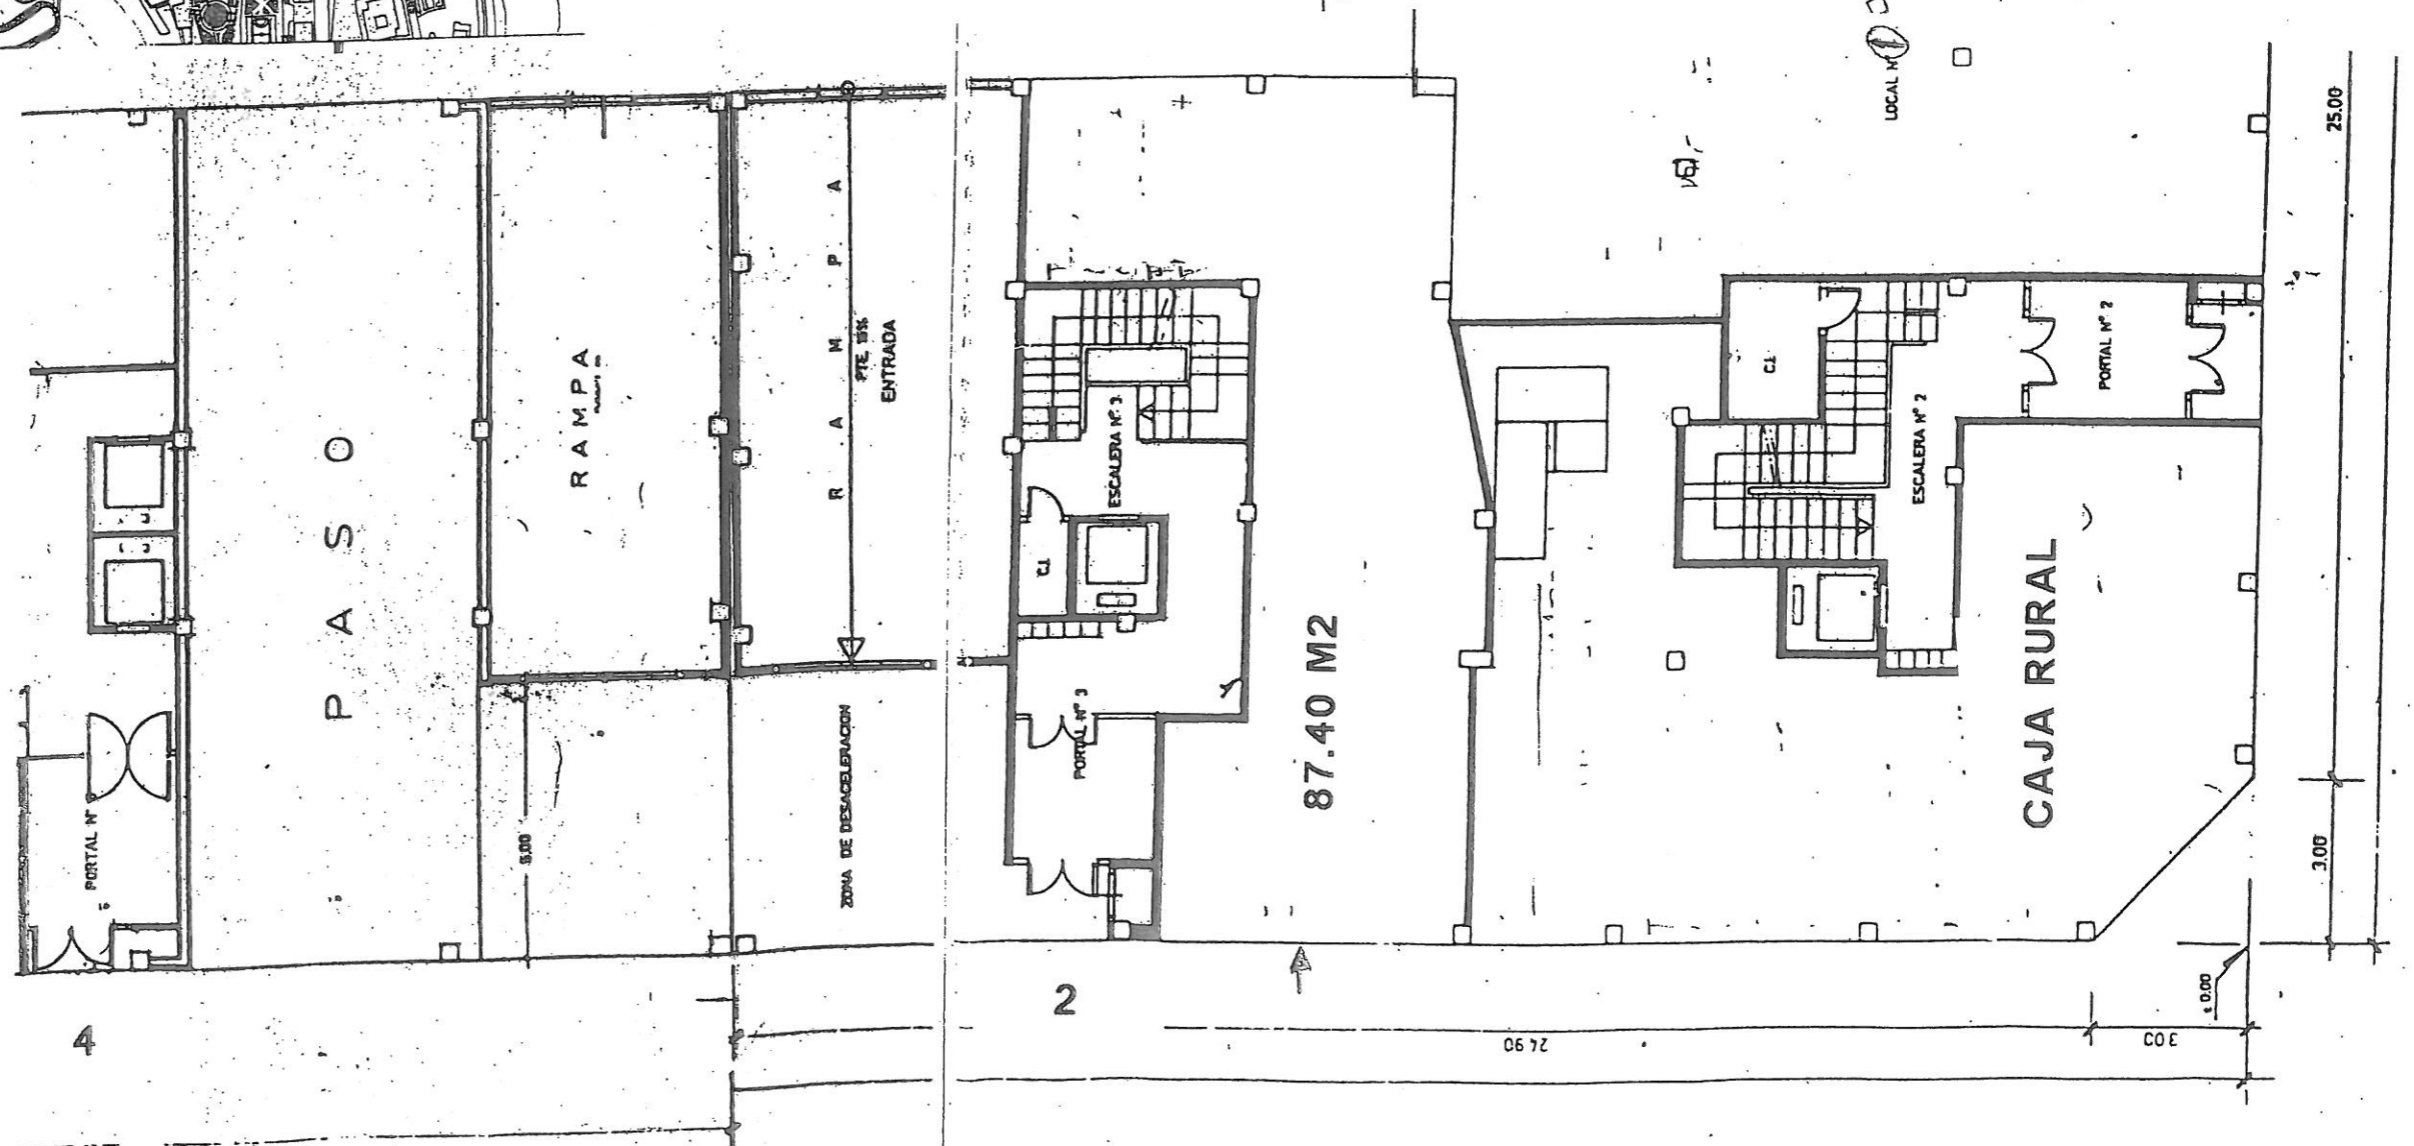 PASO
RAMPA
RAMPA
PTE 15%
ENTRADA
ZONA DE DESACELERACION
5.00
PORTAL Nº
4
ESCALERA Nº 3
C.T.
PORTAL Nº 3
87.40 M2
2
LOCAL Nº
1
C.T.
ESCALERA Nº 2
PORTAL Nº 2
CAJA RURAL
25.00
3.00
± 0.00
24.90
3.00